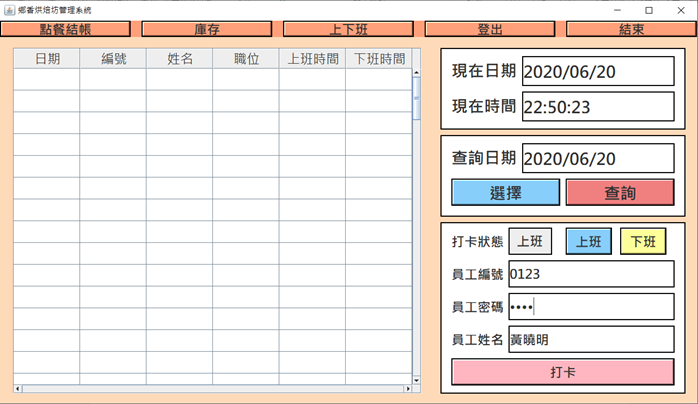 鄉香烘焙坊管理系統
點餐結帳 庫存 上下班 登出 結束
日期 編號 姓名 職位 上班時間 下班時間
現在日期 2020/06/20
現在時間 22:50:23
查詢日期 2020/06/20
選擇 查詢
打卡狀態 上班 上班 下班
員工編號 0123
員工密碼 ••••
員工姓名 黃曉明
打卡